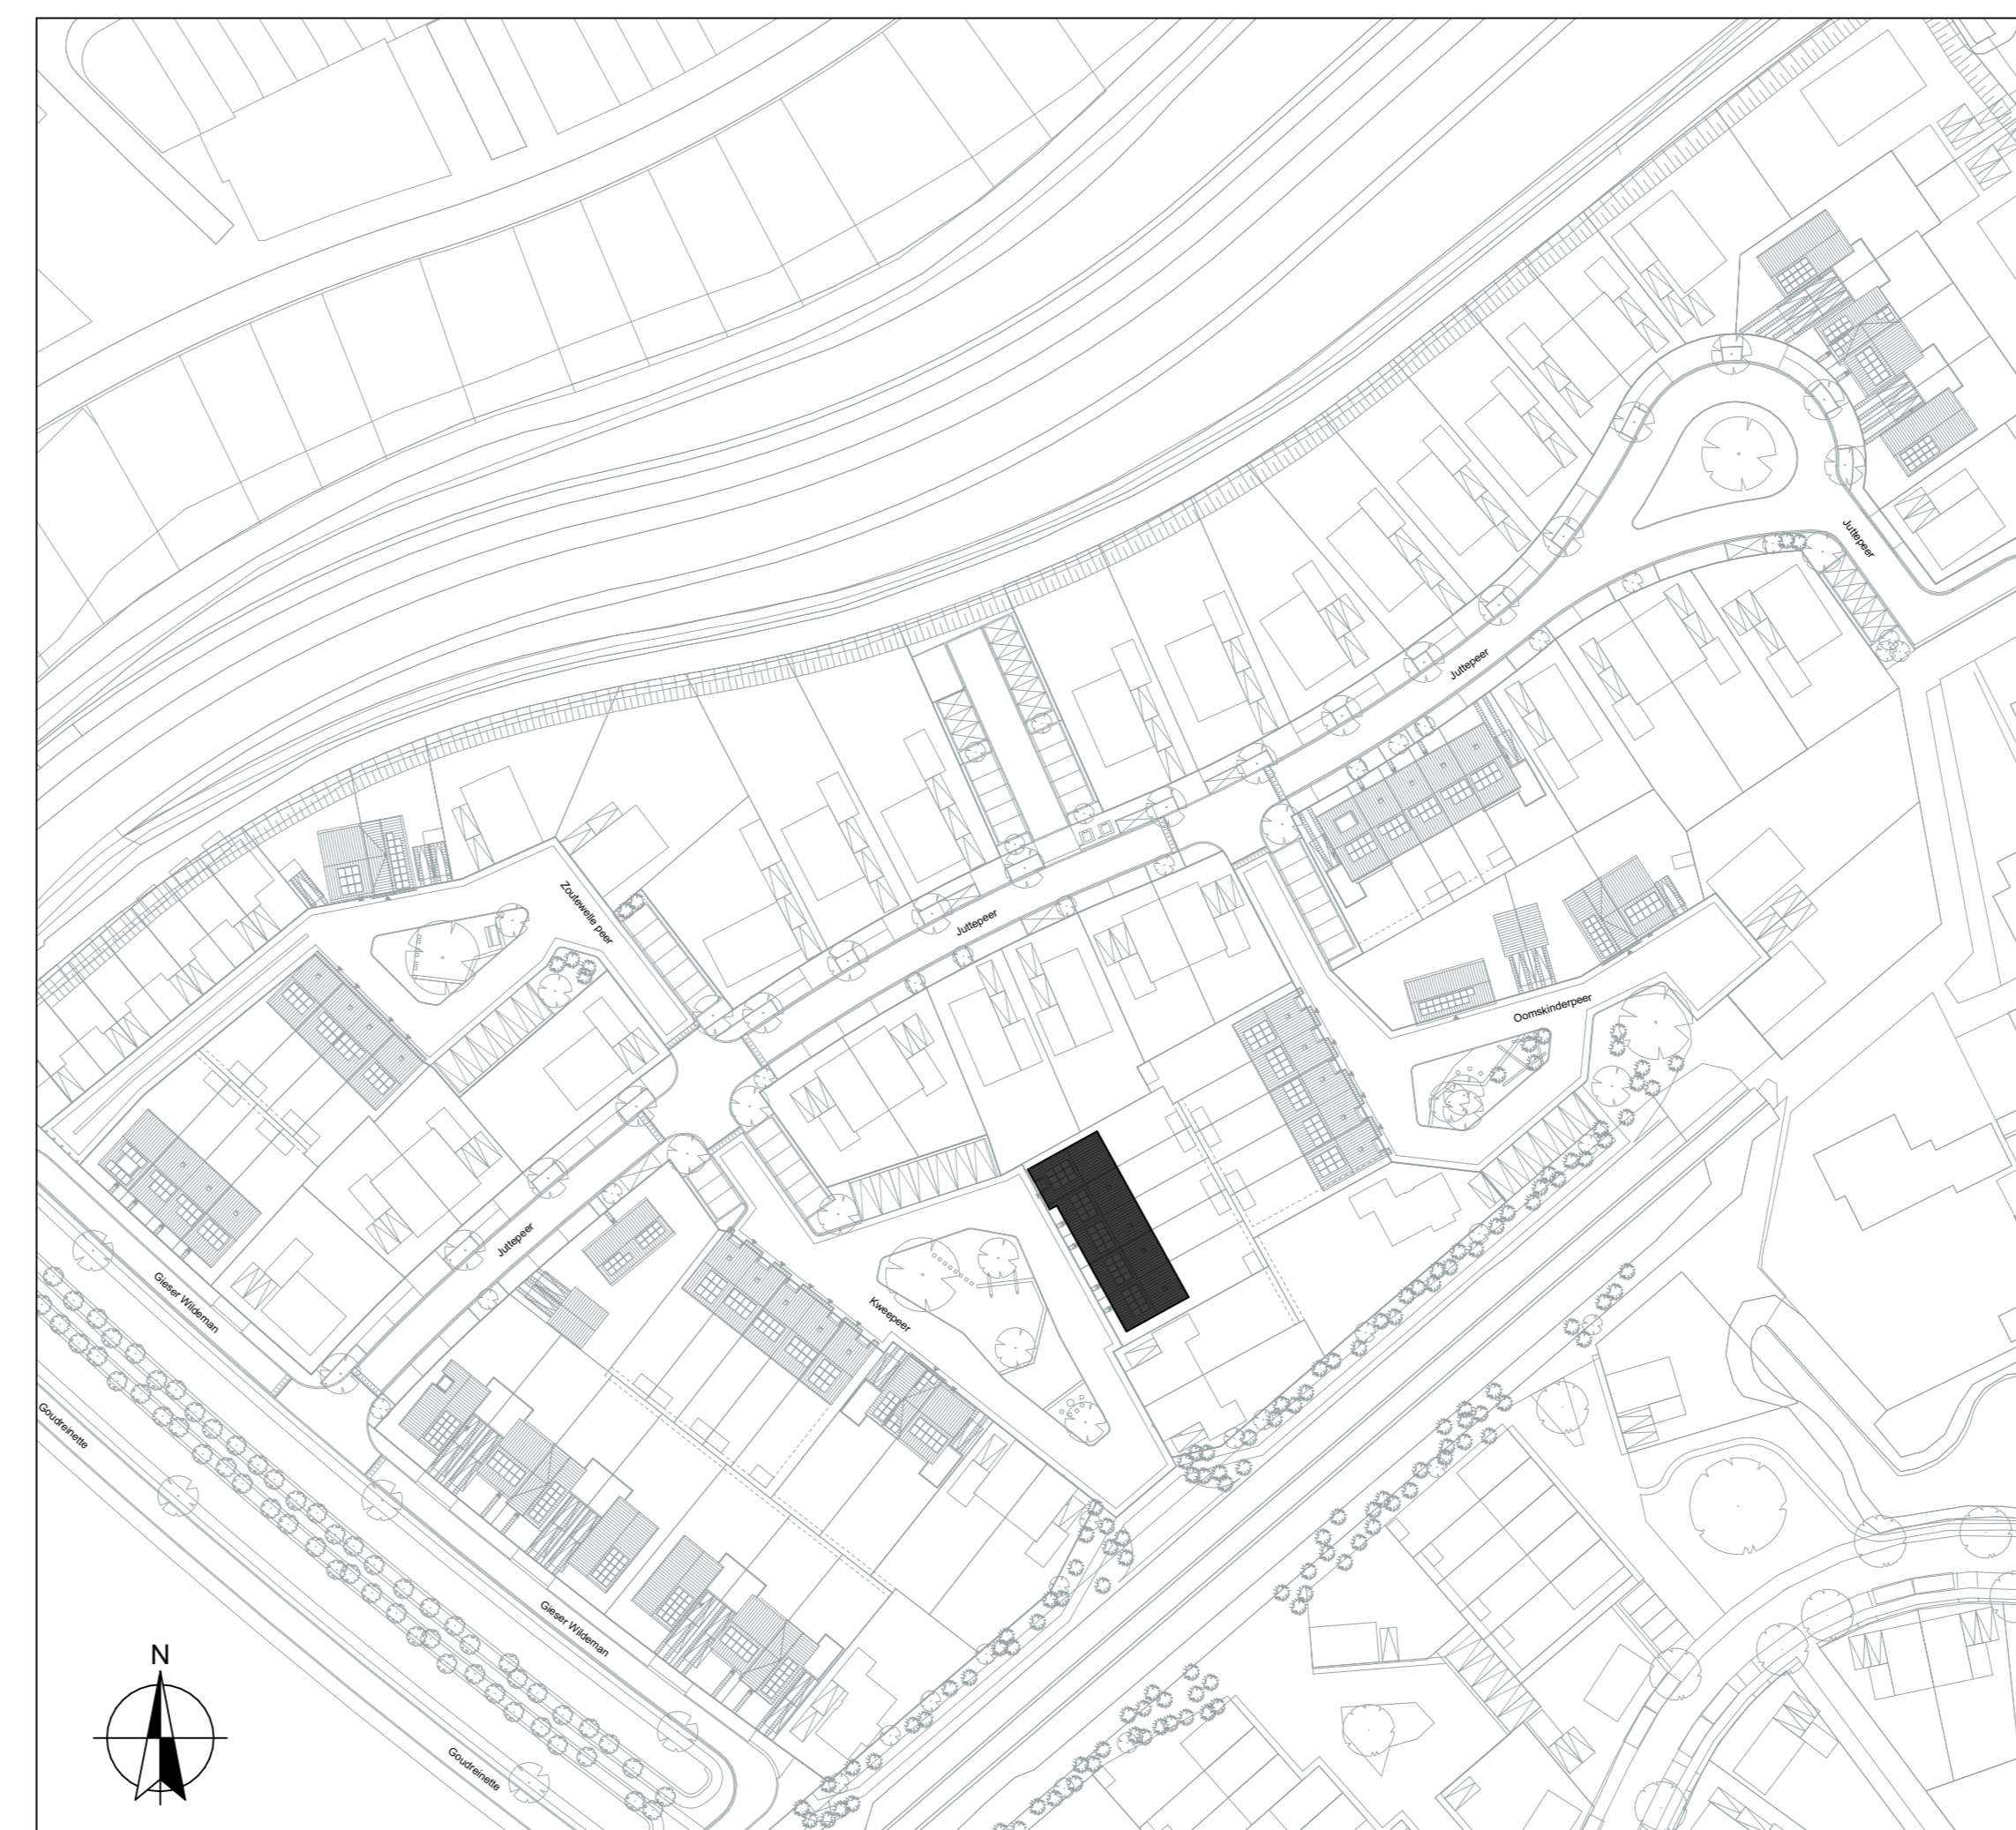 Juttepeer
Juttepeer
Zoutewelle peer
Juttepeer
Oomskinderpeer
Juttepeer
Gieser Wildeman
Kweepeer
Goudreinette
Gieser Wildeman
N
Goudreinette